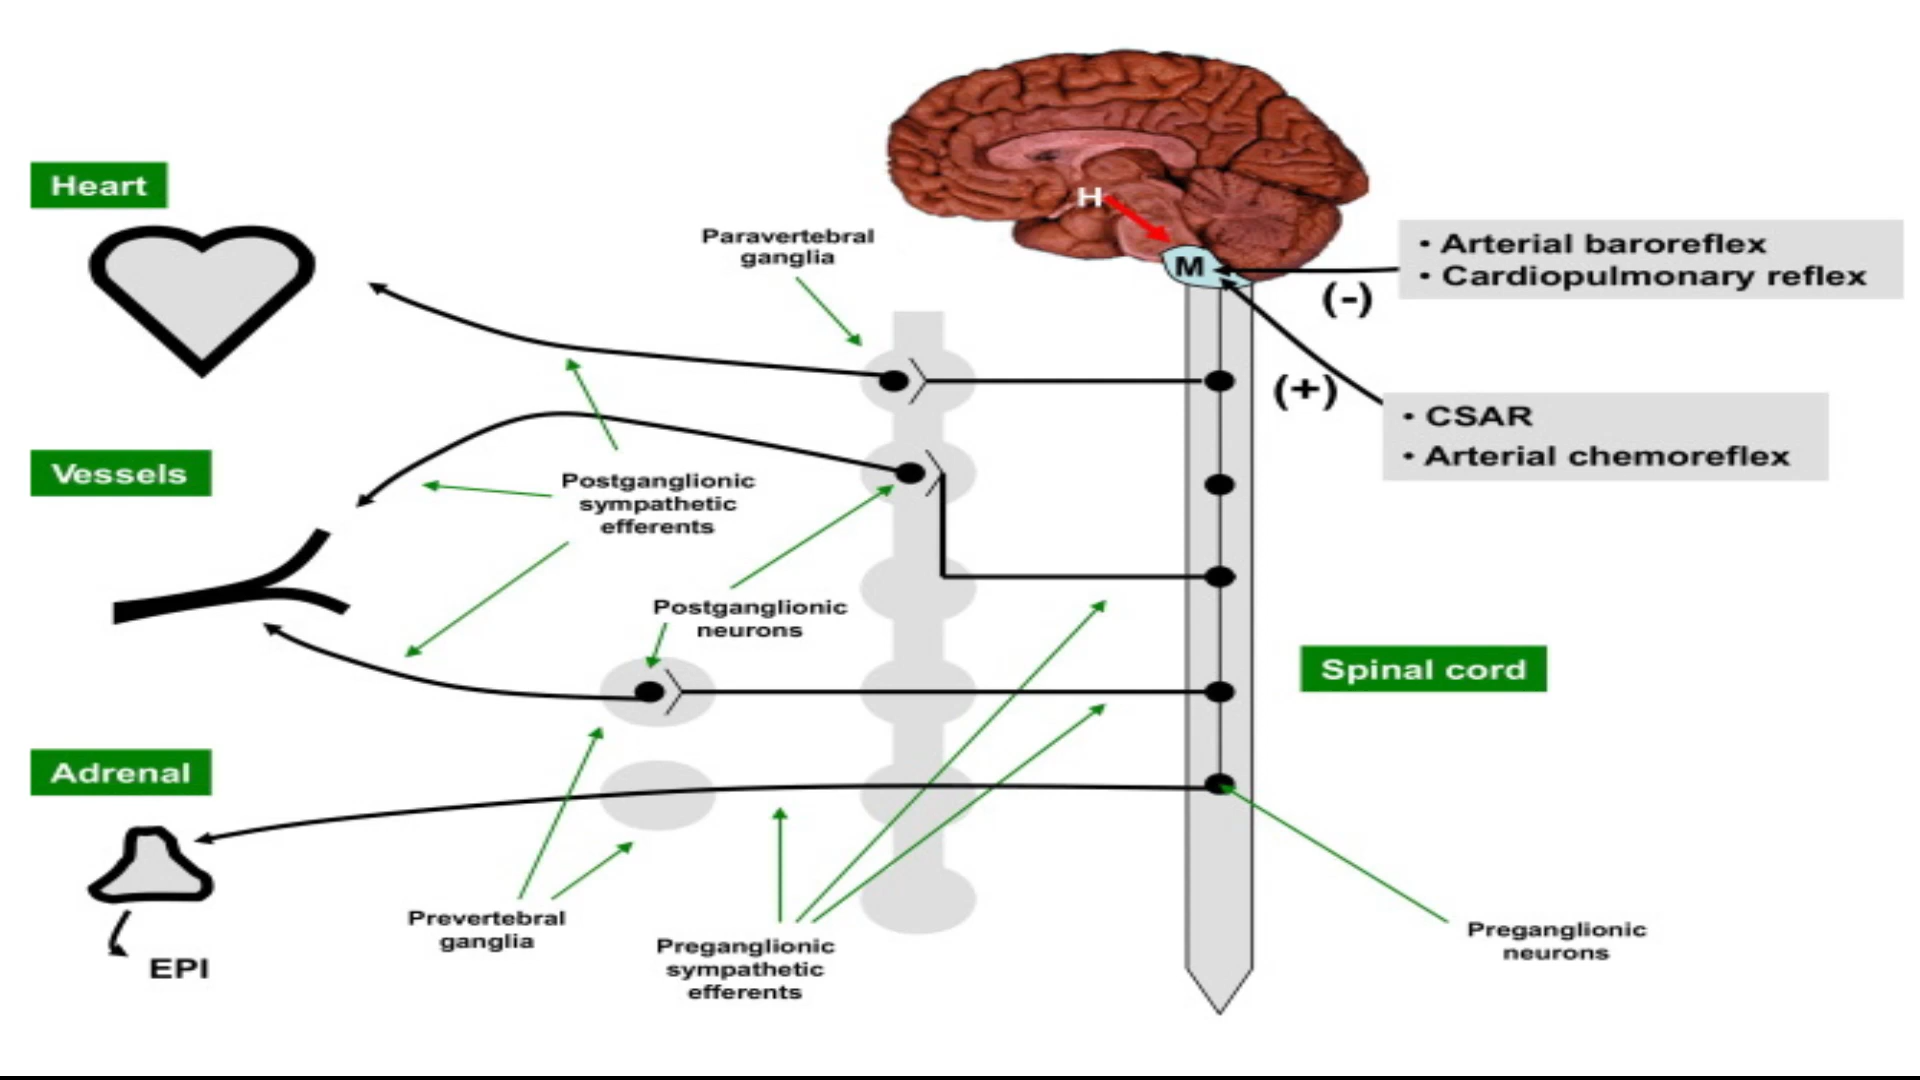 Heart
Paravertebral
ganglia
H
M
• Arterial baroreflex
• Cardiopulmonary reflex
(-)
(+)
• CSAR
• Arterial chemoreflex
Vessels
Postganglionic
sympathetic
efferents
Postganglionic
neurons
Spinal cord
Adrenal
EPI
Prevertebral
ganglia
Preganglionic
sympathetic
efferents
Preganglionic
neurons